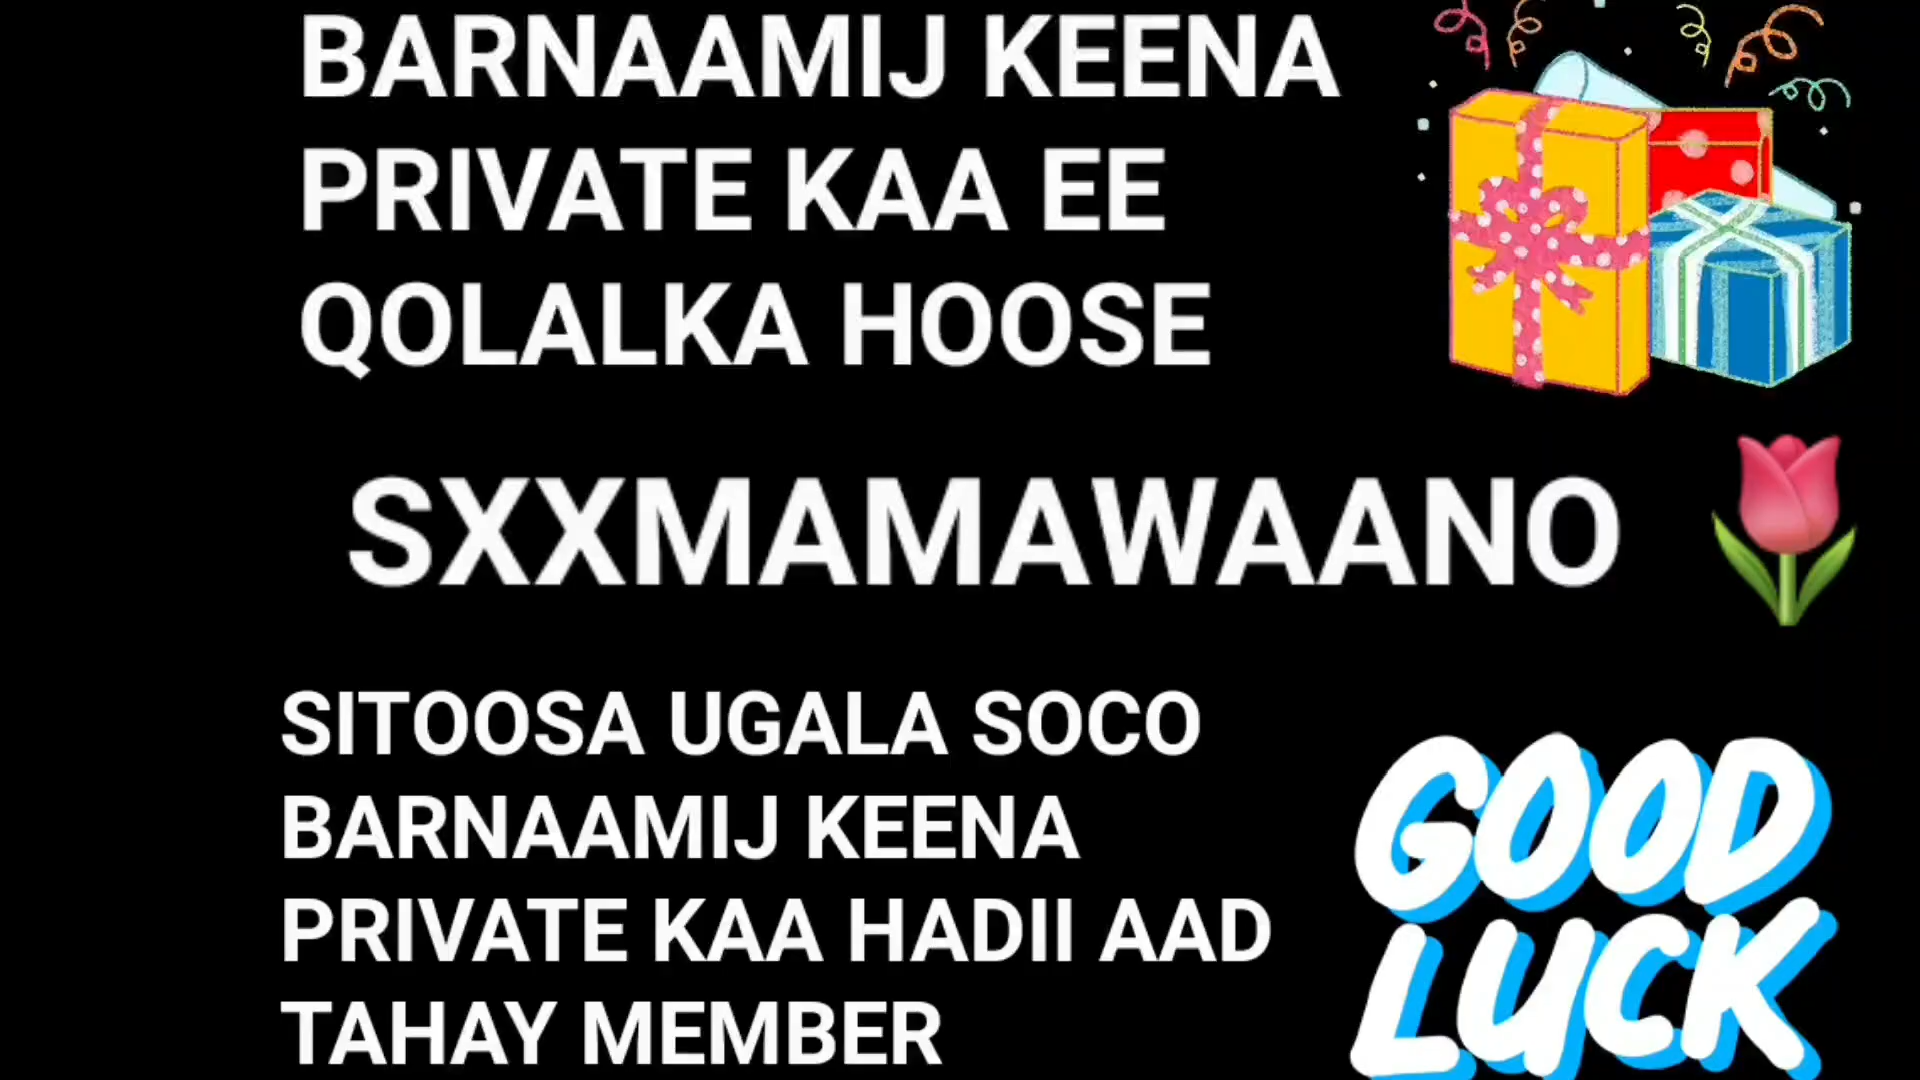 BARNAAMIJ KEENA
PRIVATE KAA EE
QOLALKA HOOSE
SXXMAMAWAANO
SITOOSA UGALA SOCO
BARNAAMIJ KEENA
PRIVATE KAA HADII AAD
TAHAY MEMBER
GOOD
LUCK